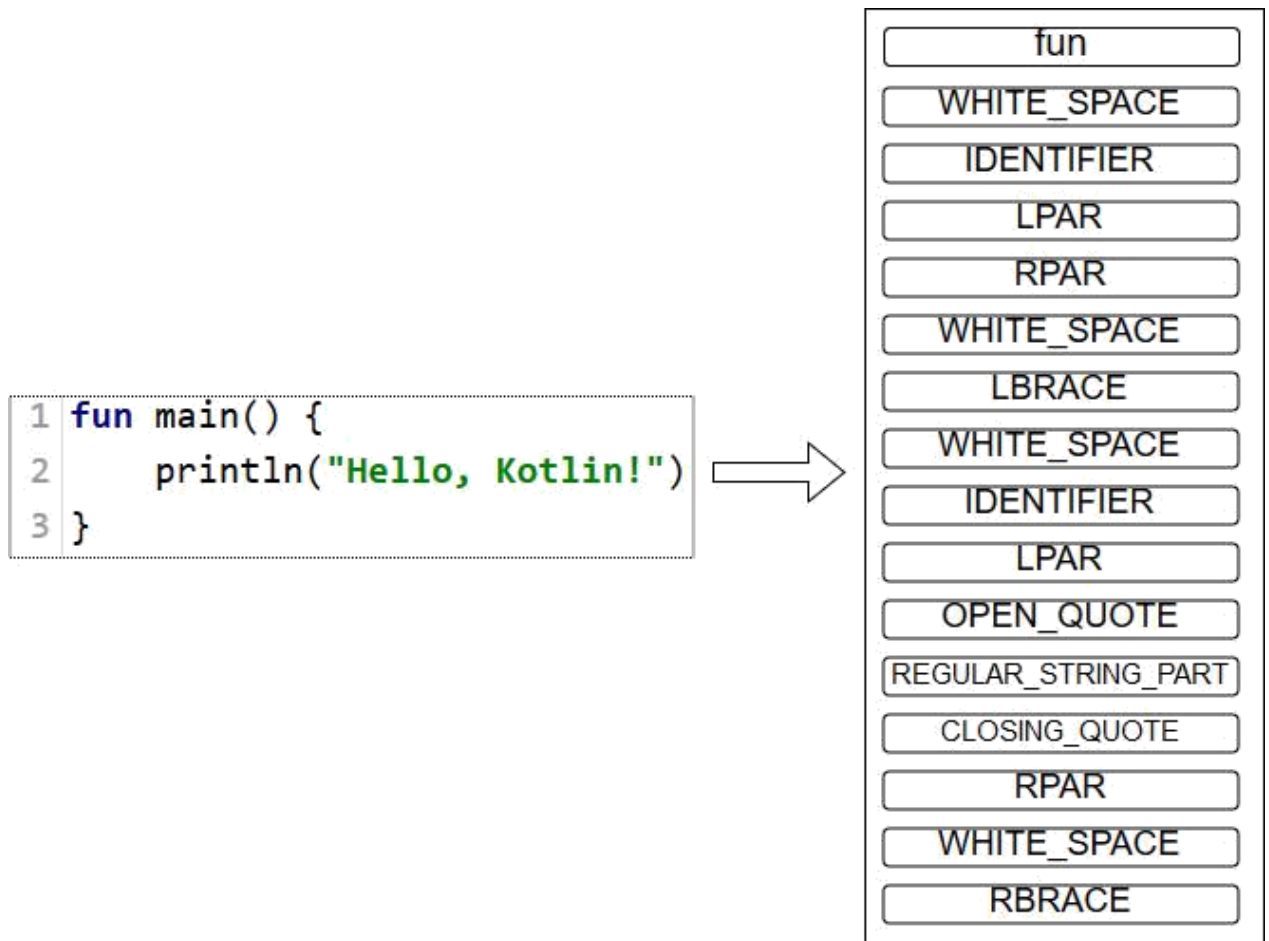 1 fun main() {
2     println("Hello, Kotlin!")
3 }
fun
WHITE_SPACE
IDENTIFIER
LPAR
RPAR
WHITE_SPACE
LBRACE
WHITE_SPACE
IDENTIFIER
LPAR
OPEN_QUOTE
REGULAR_STRING_PART
CLOSING_QUOTE
RPAR
WHITE_SPACE
RBRACE